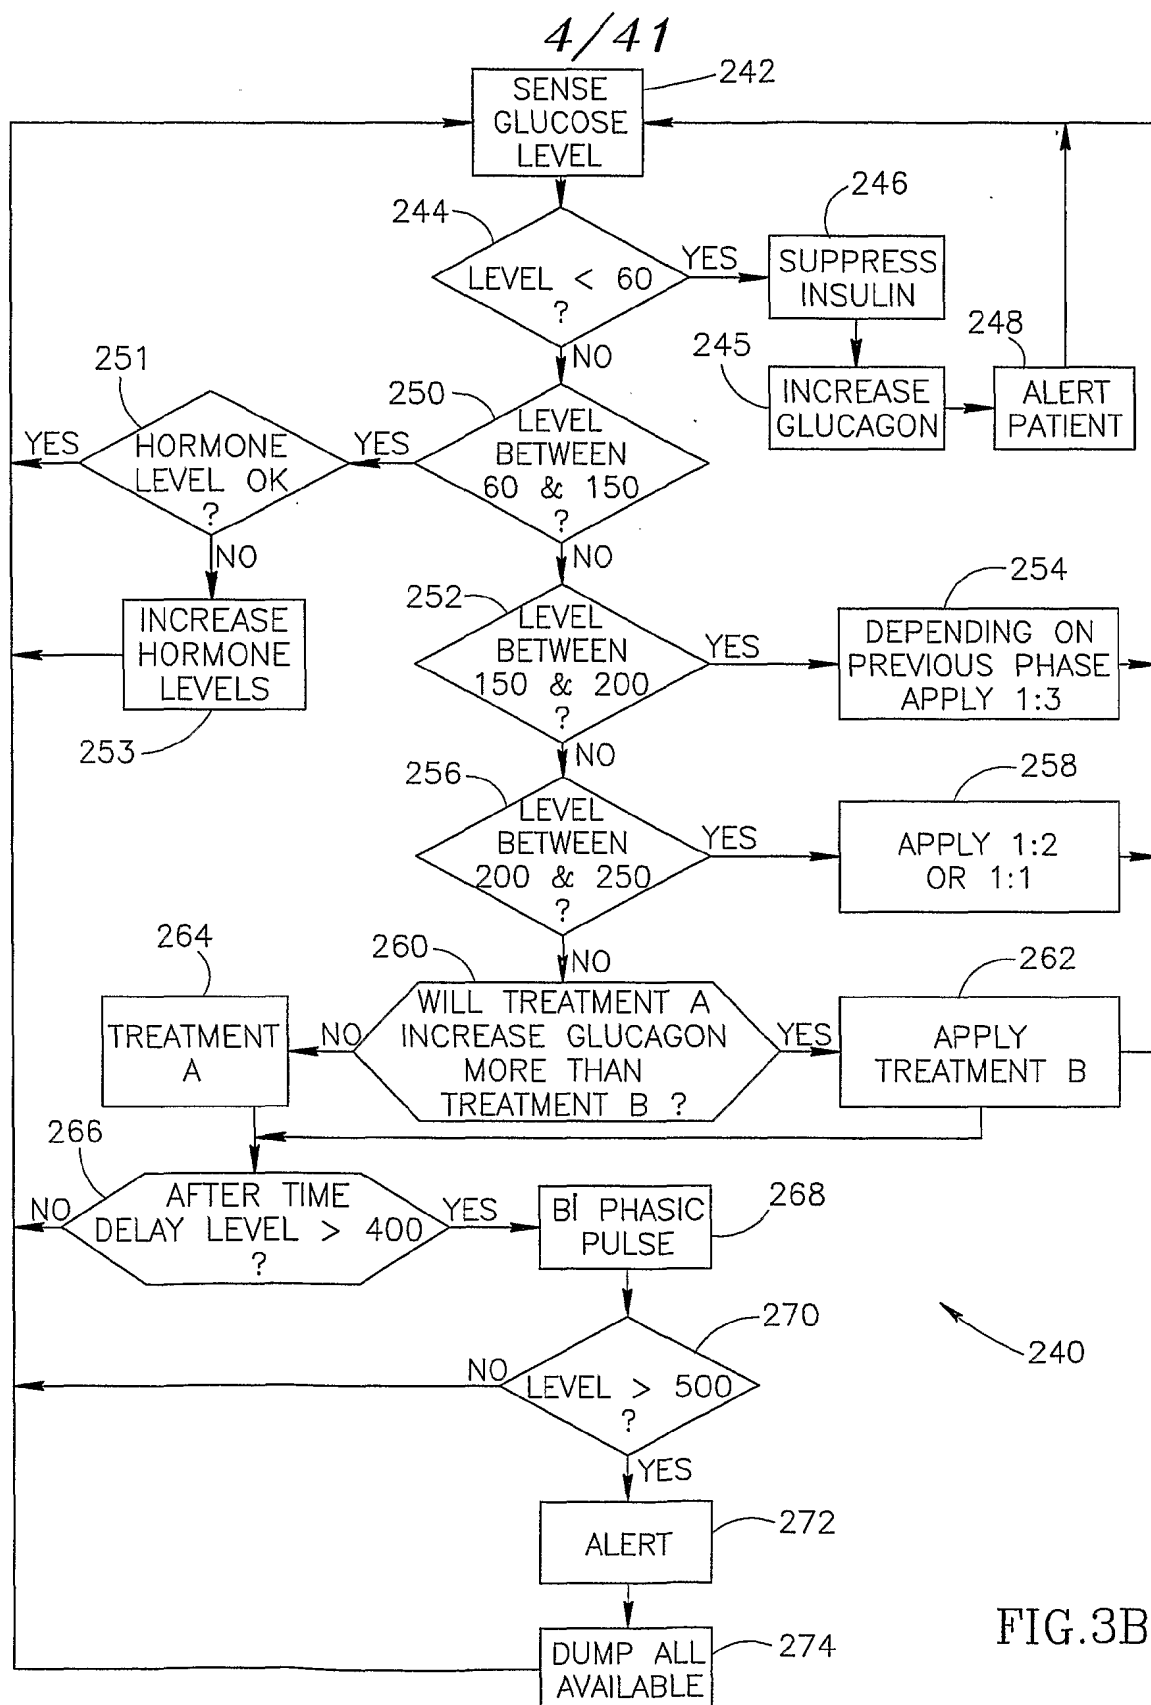 4/41
242
SENSE
GLUCOSE
LEVEL
244
LEVEL < 60
?
YES
246
SUPPRESS
INSULIN
NO
245
INCREASE
GLUCAGON
248
ALERT
PATIENT
250
LEVEL
BETWEEN
60 & 150
?
YES
251
HORMONE
LEVEL OK
?
YES
NO
INCREASE
HORMONE
LEVELS
253
NO
252
LEVEL
BETWEEN
150 & 200
?
YES
254
DEPENDING ON
PREVIOUS PHASE
APPLY 1:3
NO
256
LEVEL
BETWEEN
200 & 250
?
YES
258
APPLY 1:2
OR 1:1
NO
260
WILL TREATMENT A
INCREASE GLUCAGON
MORE THAN
TREATMENT B ?
NO
264
TREATMENT
A
YES
262
APPLY
TREATMENT B
266
AFTER TIME
DELAY LEVEL > 400
?
NO
YES
BI PHASIC
PULSE
268
270
LEVEL > 500
?
NO
YES
240
ALERT
272
DUMP ALL
AVAILABLE
274
FIG.3B